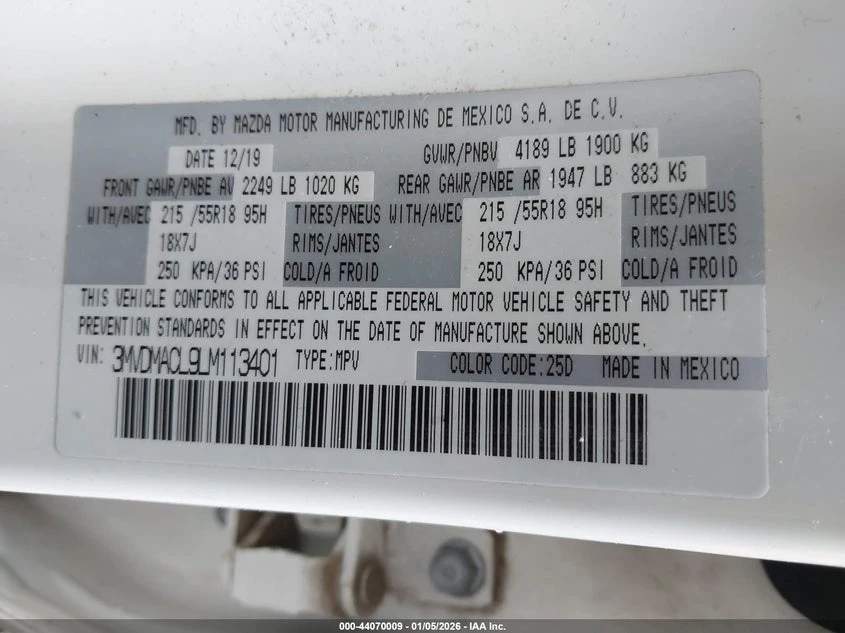 MFD. BY MAZDA MOTOR MANUFACTURING DE MEXICO S.A. DE C.V.
DATE 12/19 GVWR/PNBV 4189 LB 1900 KG
FRONT GAWR/PNBE AV 2249 LB 1020 KG REAR GAWR/PNBE AR 1947 LB 883 KG
WITH/AVEC 215 /55R18 95H TIRES/PNEUS WITH/AVEC 215 /55R18 95H TIRES/PNEUS
18X7J RIMS/JANTES 18X7J RIMS/JANTES
250 KPA/36 PSI COLD/A FROID 250 KPA/36 PSI COLD/A FROID
THIS VEHICLE CONFORMS TO ALL APPLICABLE FEDERAL MOTOR VEHICLE SAFETY AND THEFT
PREVENTION STANDARDS IN EFFECT ON THE DATE OF MANUFACTURE SHOWN ABOVE.
VIN: 3MVDMACL9LM113401 TYPE:MPV COLOR CODE:25D MADE IN MEXICO
000-44070009 - 01/05/2026 - IAA Inc.